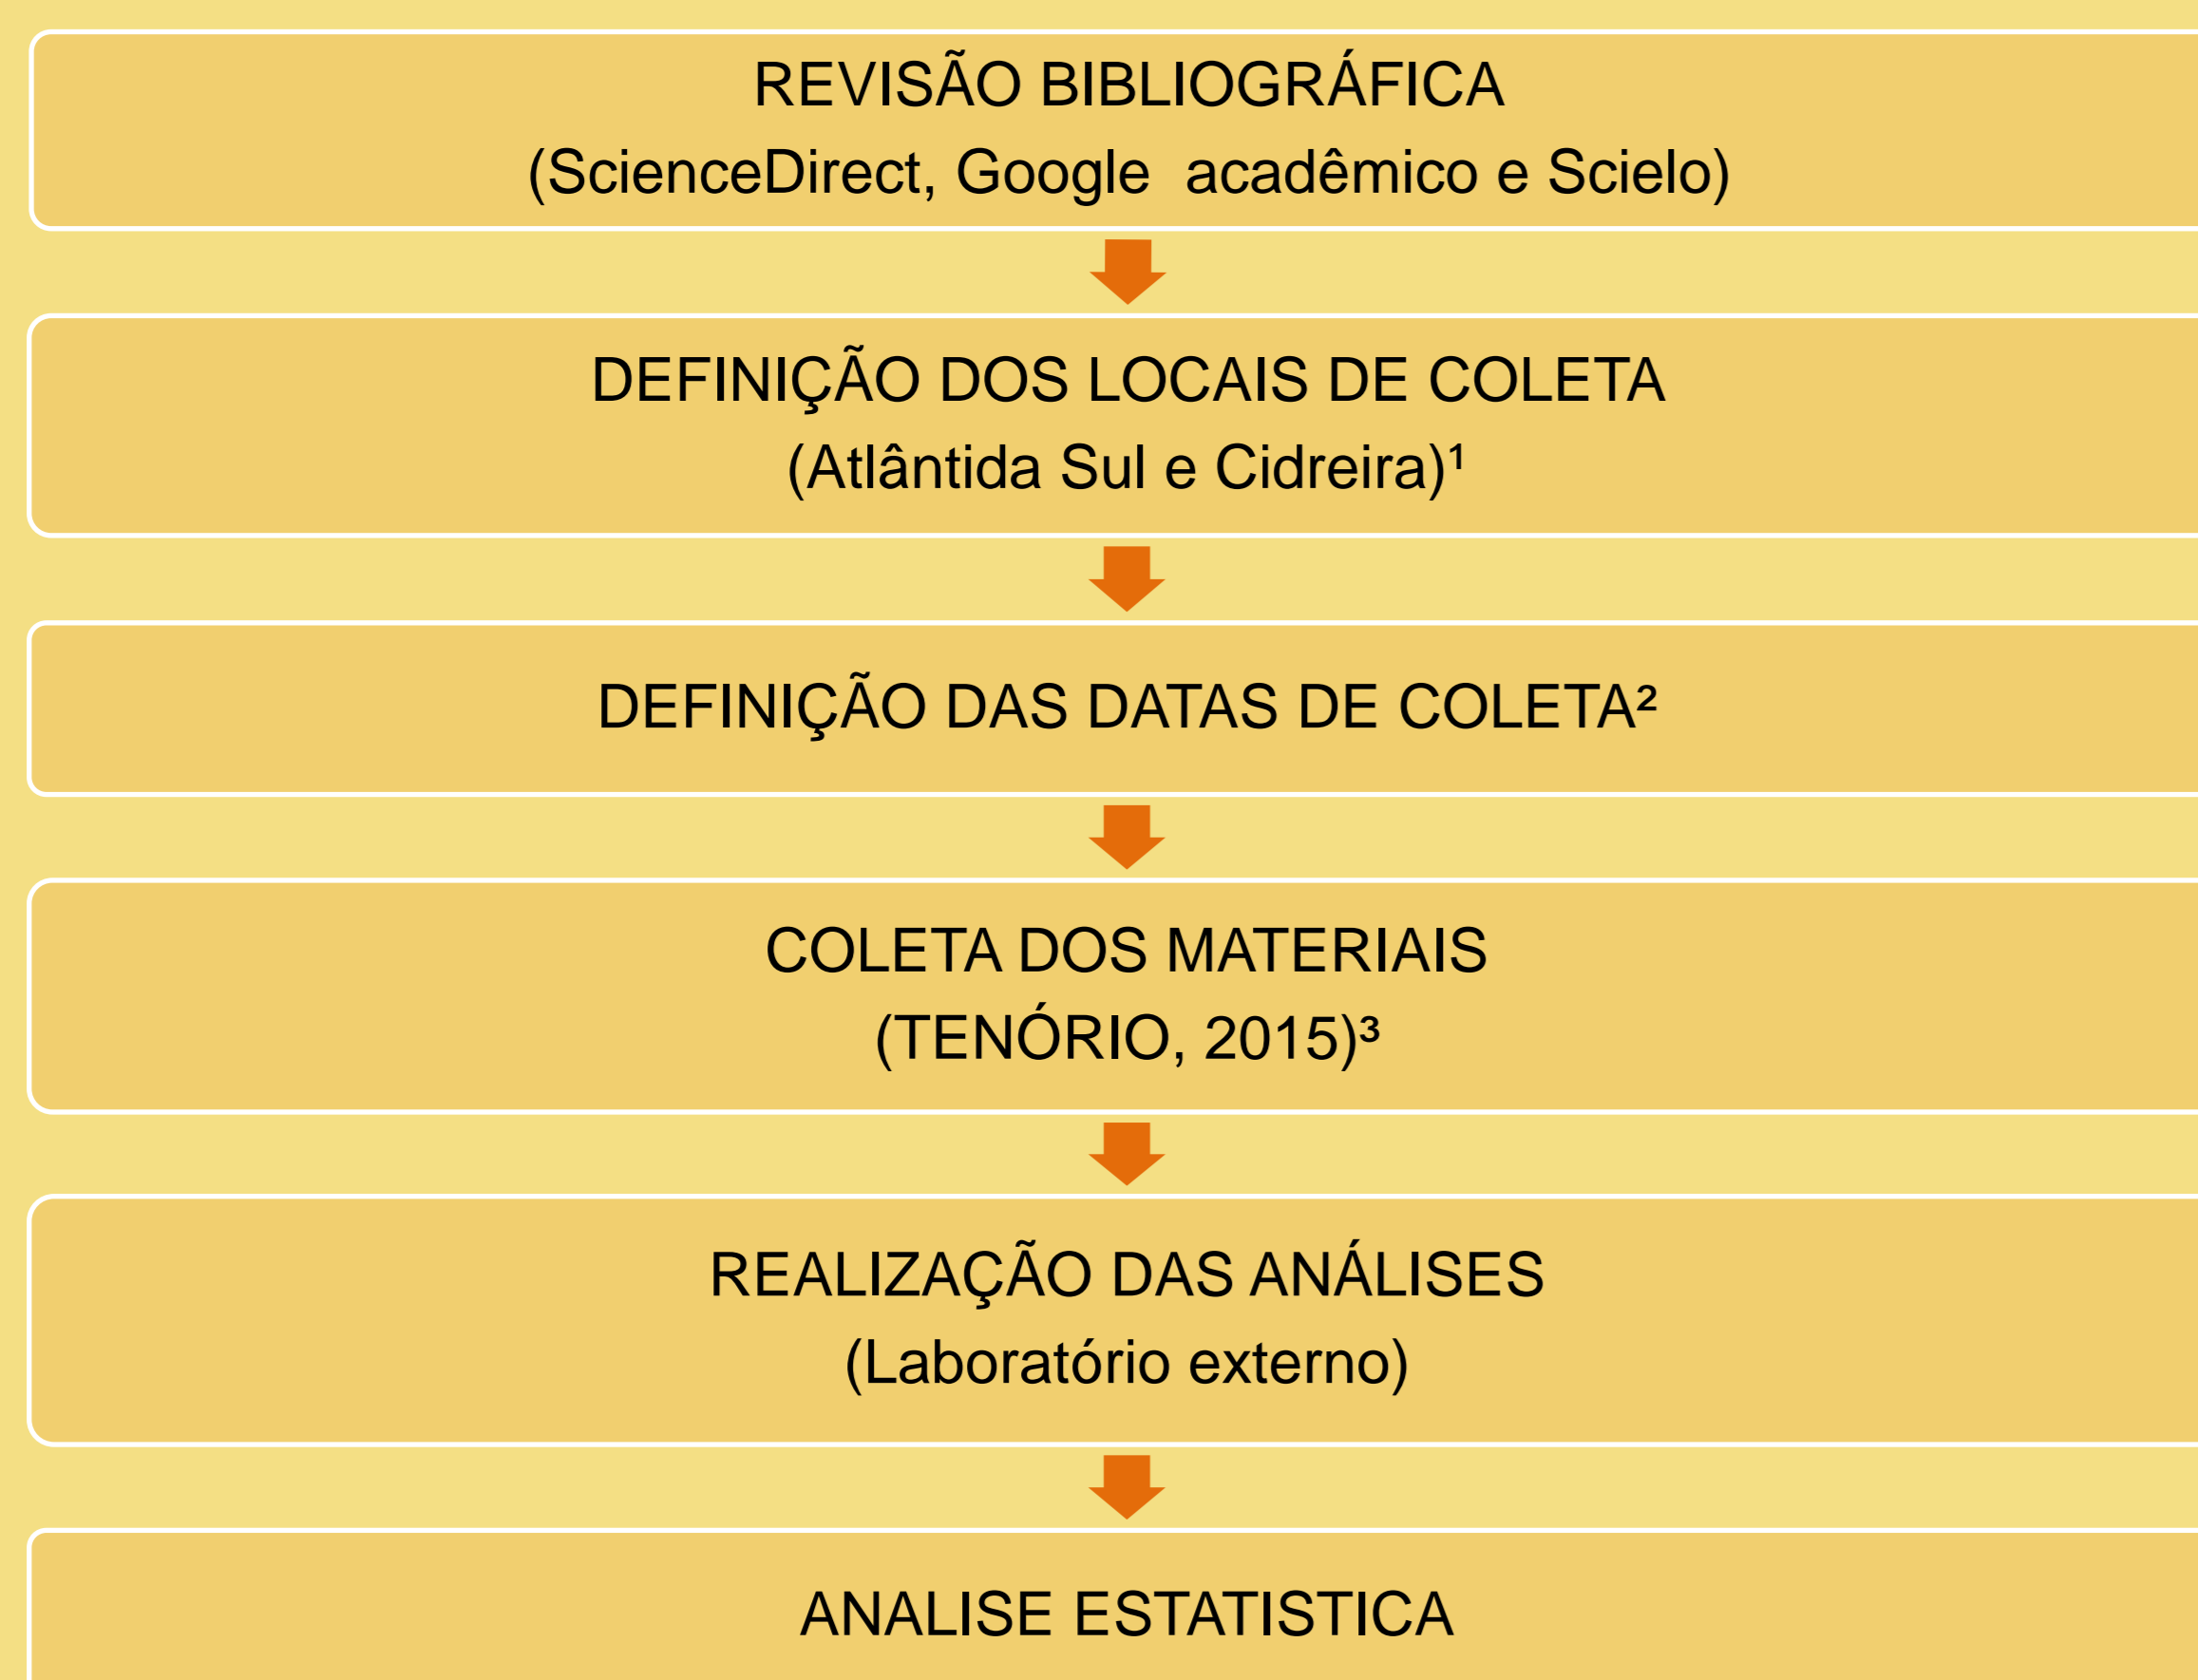 REVISÃO BIBLIOGRÁFICA
(ScienceDirect, Google acadêmico e Scielo)
DEFINIÇÃO DOS LOCAIS DE COLETA
(Atlântida Sul e Cidreira)¹
DEFINIÇÃO DAS DATAS DE COLETA²
COLETA DOS MATERIAIS
(TENÓRIO, 2015)³
REALIZAÇÃO DAS ANÁLISES
(Laboratório externo)
ANALISE ESTATISTICA